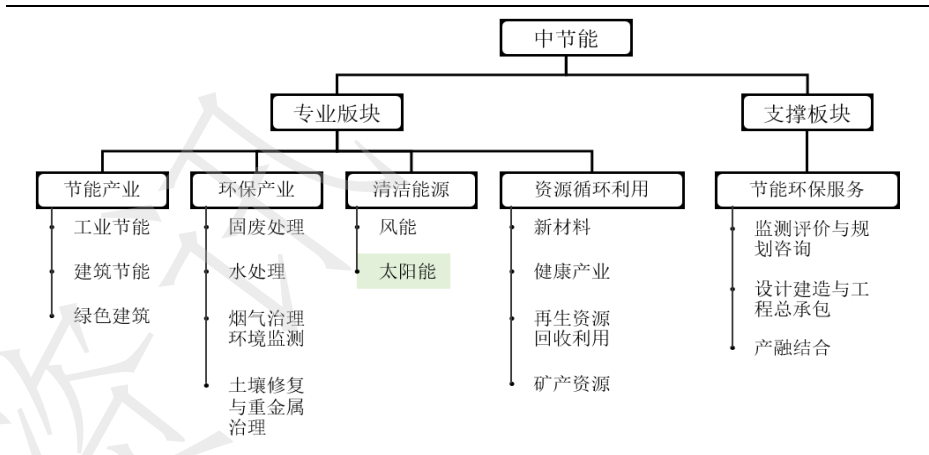 中节能
专业版块
支撑板块
节能产业
工业节能
建筑节能
绿色建筑
环保产业
固废处理
水处理
烟气治理
环境监测
土壤修复
与重金属
治理
清洁能源
风能
太阳能
资源循环利用
新材料
健康产业
再生资源
回收利用
矿产资源
节能环保服务
监测评价与规
划咨询
设计建造与工
程总承包
产融结合